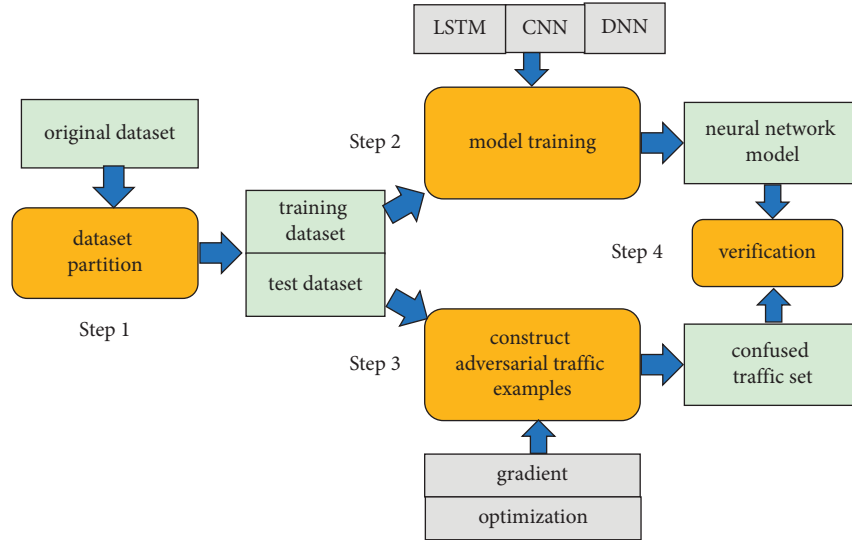 LSTM
CNN
DNN
original dataset
Step 2
model training
neural network
model
training
dataset
test dataset
dataset
partition
Step 1
Step 4
verification
Step 3
construct
adversarial traffic
examples
confused
traffic set
gradient
optimization